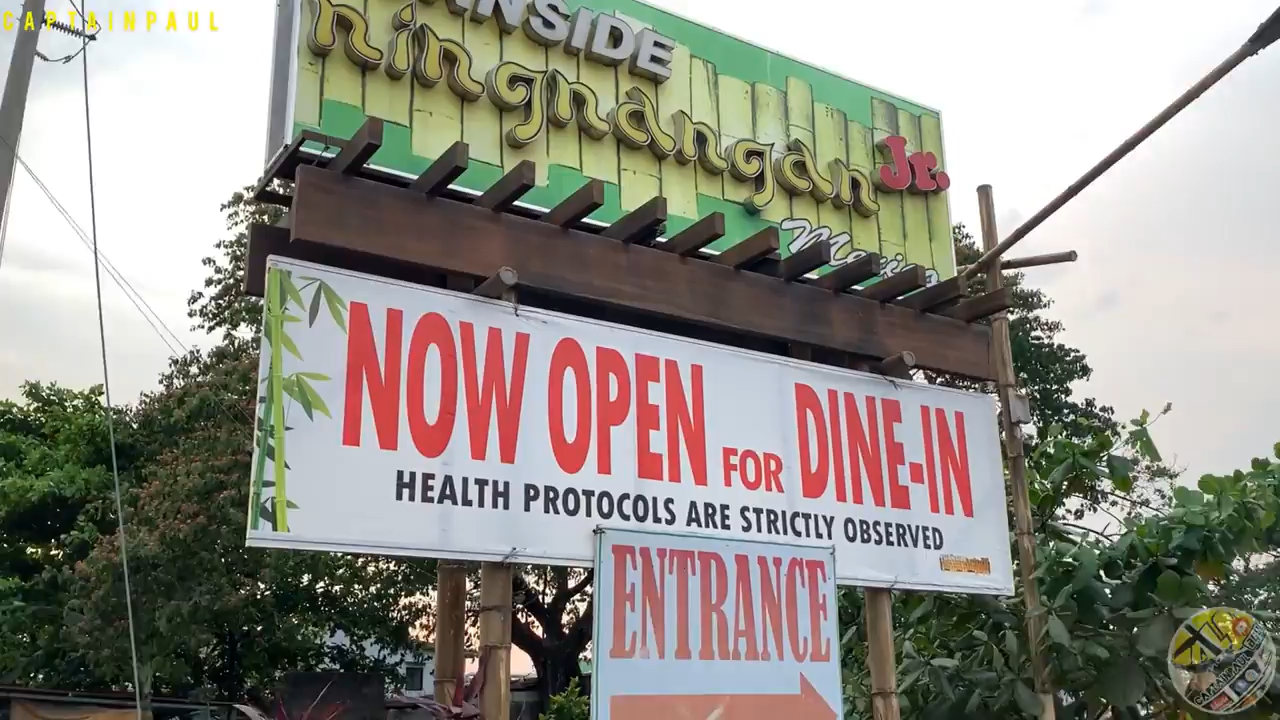 CAPTAINPAUL
INSIDE
ningnangan Jr.
NOW OPEN FOR DINE-IN
HEALTH PROTOCOLS ARE STRICTLY OBSERVED
ENTRANCE